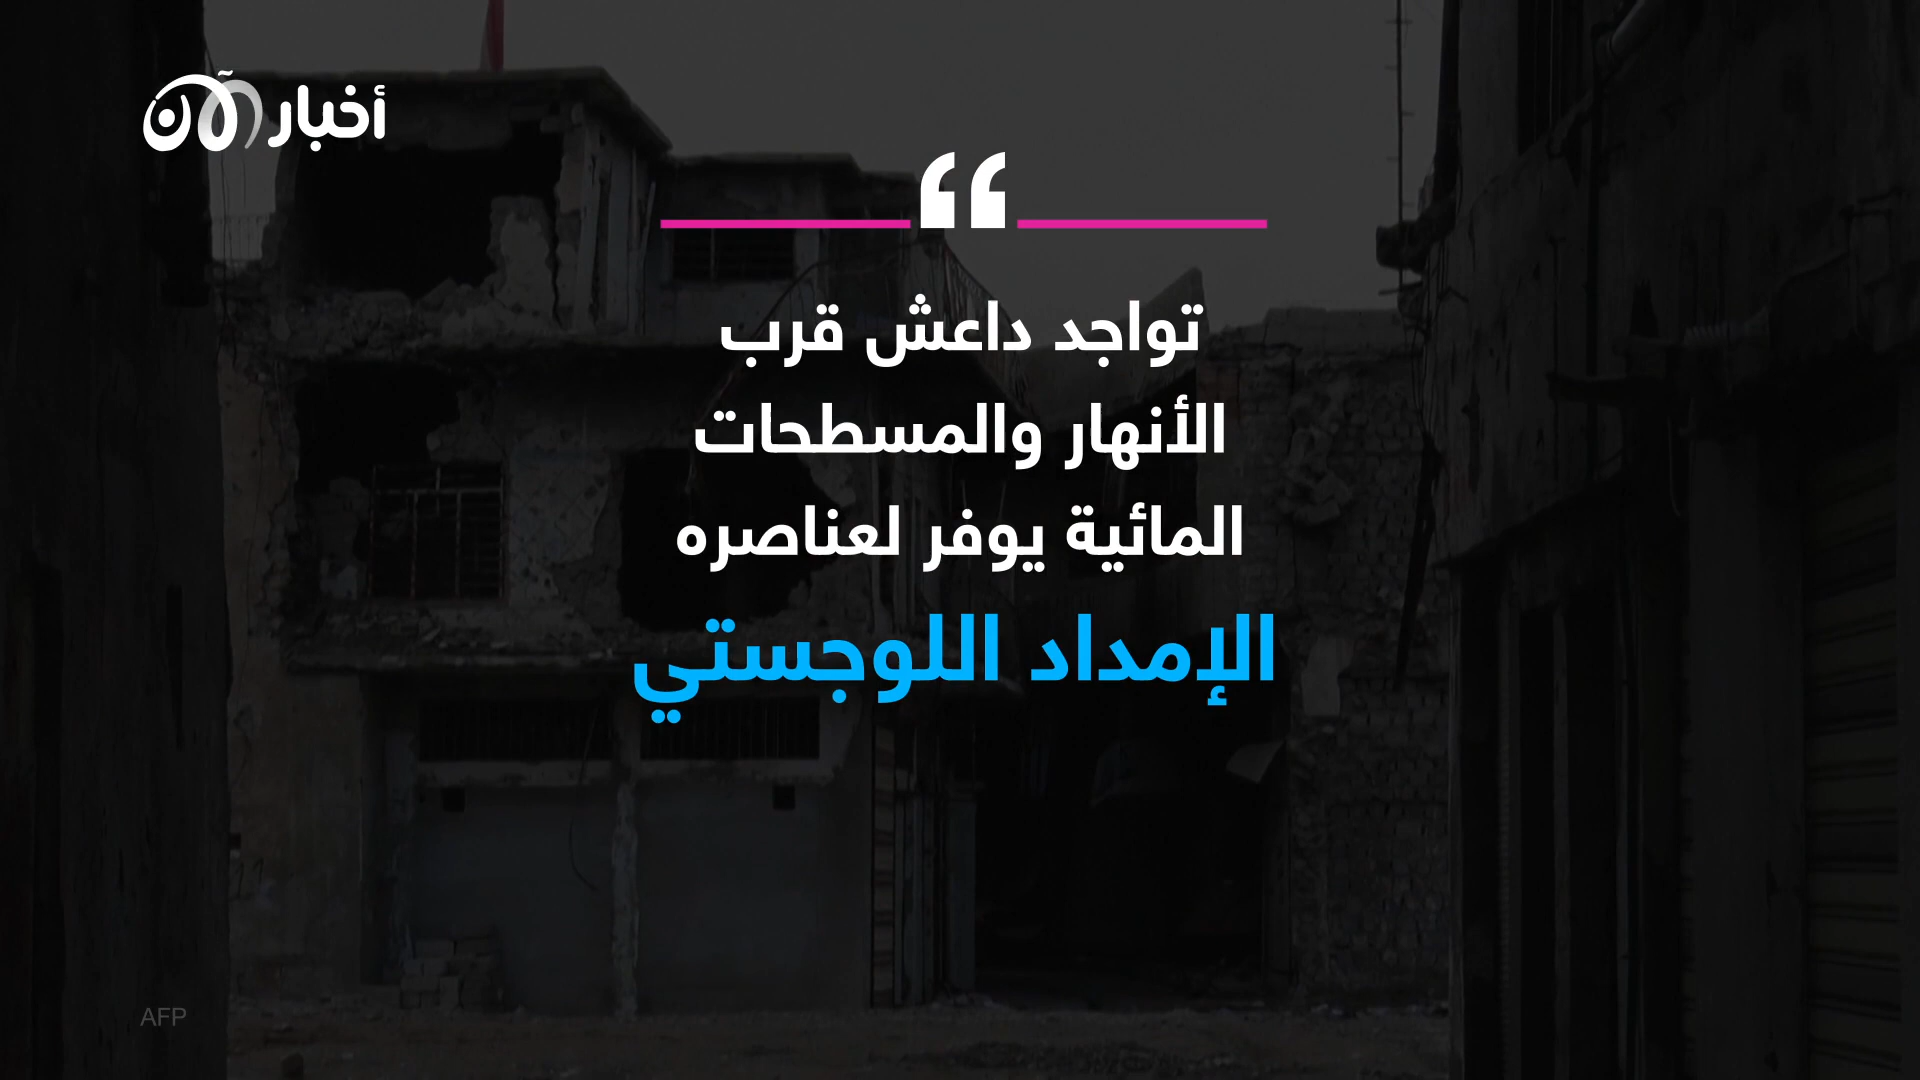 أخبار الآن
تواجد داعش قرب
الأنهار والمسطحات
المائية يوفر لعناصره
الإمداد اللوجستي
AFP